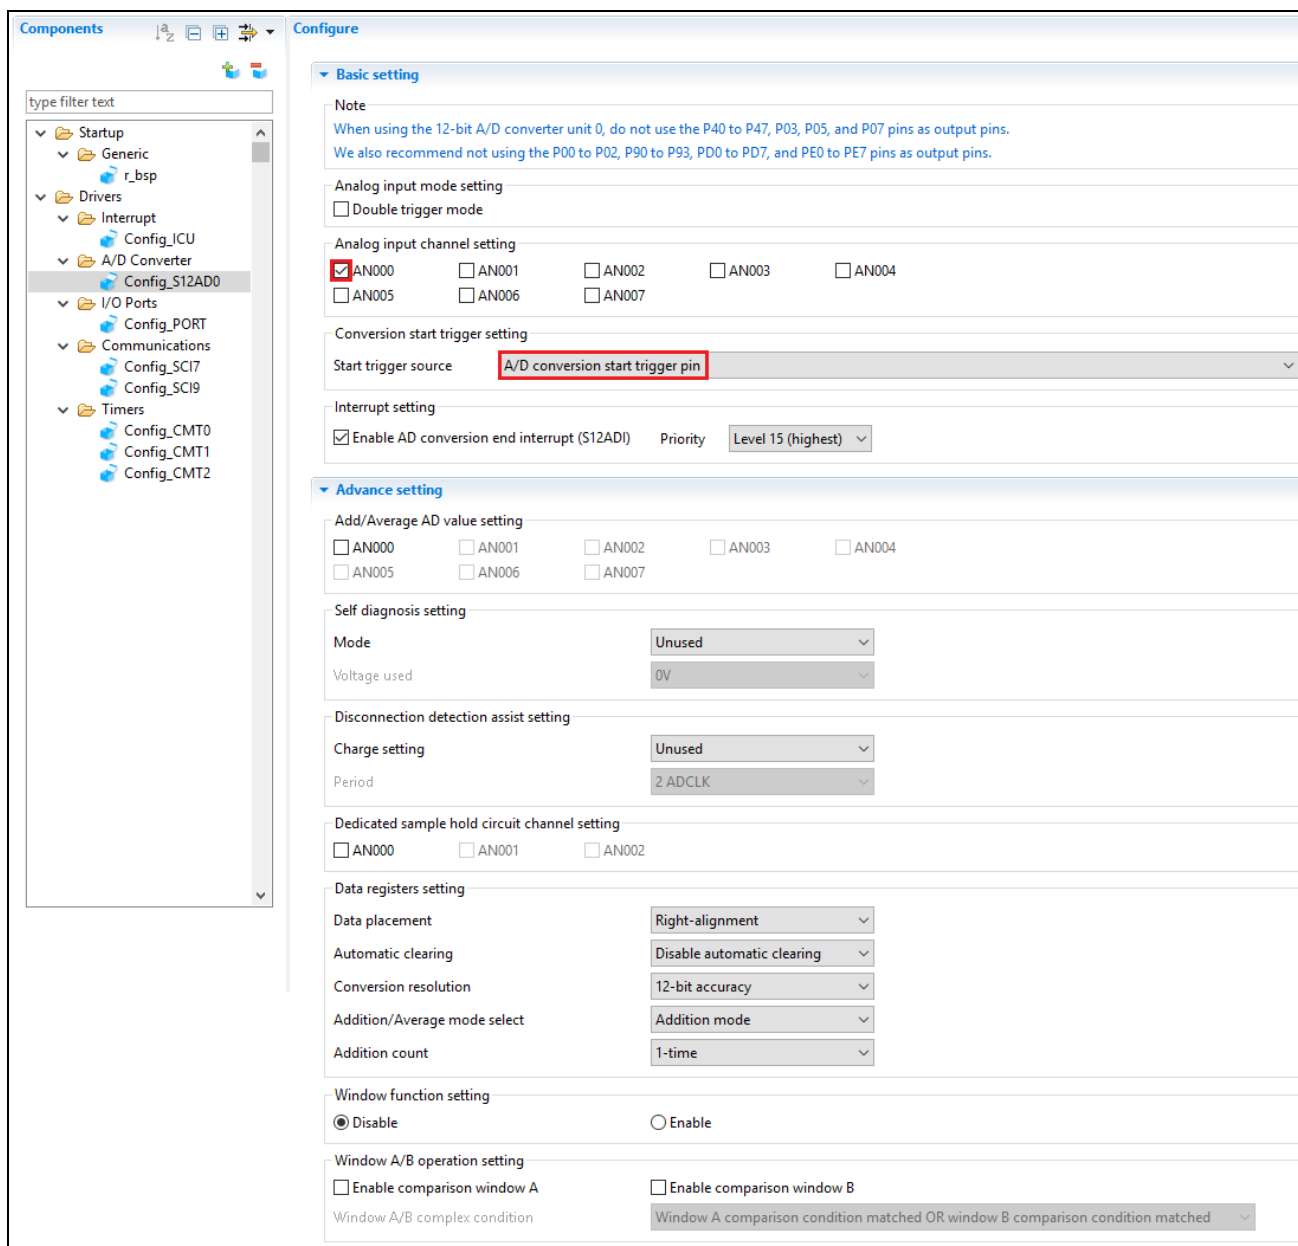 Components
type filter text
Startup
Generic
r_bsp
Drivers
Interrupt
Config_ICU
A/D Converter
Config_S12AD0
I/O Ports
Config_PORT
Communications
Config_SCI7
Config_SCI9
Timers
Config_CMT0
Config_CMT1
Config_CMT2
Configure
Basic setting
Note
When using the 12-bit A/D converter unit 0, do not use the P40 to P47, P03, P05, and P07 pins as output pins.
We also recommend not using the P00 to P02, P90 to P93, PD0 to PD7, and PE0 to PE7 pins as output pins.
Analog input mode setting
Double trigger mode
Analog input channel setting
AN000 AN001 AN002 AN003 AN004
AN005 AN006 AN007
Conversion start trigger setting
Start trigger source A/D conversion start trigger pin
Interrupt setting
Enable AD conversion end interrupt (S12ADI) Priority Level 15 (highest)
Advance setting
Add/Average AD value setting
AN000 AN001 AN002 AN003 AN004
AN005 AN006 AN007
Self diagnosis setting
Mode Unused
Voltage used 0V
Disconnection detection assist setting
Charge setting Unused
Period 2 ADCLK
Dedicated sample hold circuit channel setting
AN000 AN001 AN002
Data registers setting
Data placement Right-alignment
Automatic clearing Disable automatic clearing
Conversion resolution 12-bit accuracy
Addition/Average mode select Addition mode
Addition count 1-time
Window function setting
Disable Enable
Window A/B operation setting
Enable comparison window A Enable comparison window B
Window A/B complex condition Window A comparison condition matched OR window B comparison condition matched